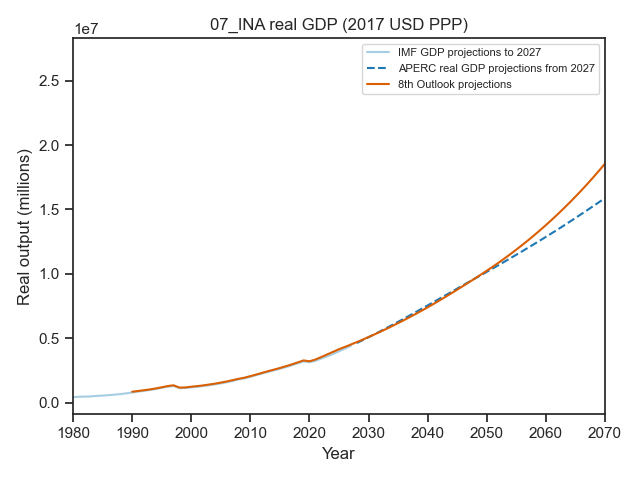 07_INA real GDP (2017 USD PPP)
1e7
IMF GDP projections to 2027
APERC real GDP projections from 2027
8th Outlook projections
Real output (millions)
2.5
2.0
1.5
1.0
0.5
0.0
1980 1990 2000 2010 2020 2030 2040 2050 2060 2070
Year